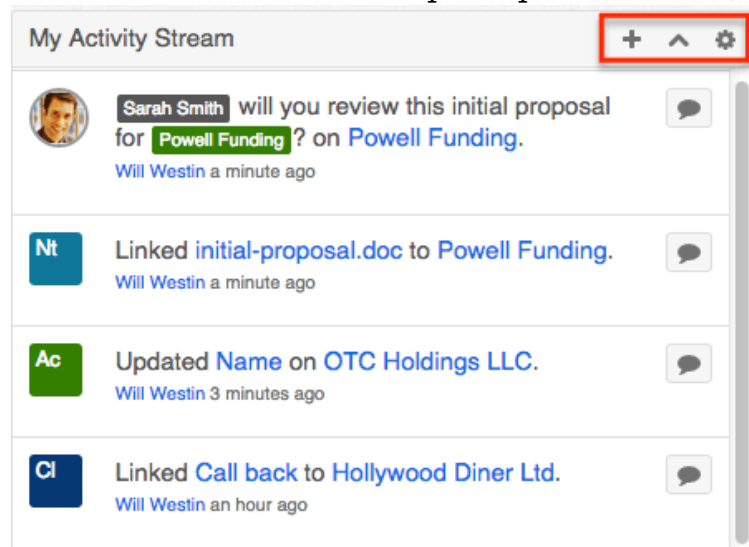 My Activity Stream
Sarah Smith will you review this initial proposal
for Powell Funding? on Powell Funding.
Will Westin a minute ago
Nt
Linked initial-proposal.doc to Powell Funding.
Will Westin a minute ago
Ac
Updated Name on OTC Holdings LLC.
Will Westin 3 minutes ago
Cl
Linked Call back to Hollywood Diner Ltd.
Will Westin an hour ago